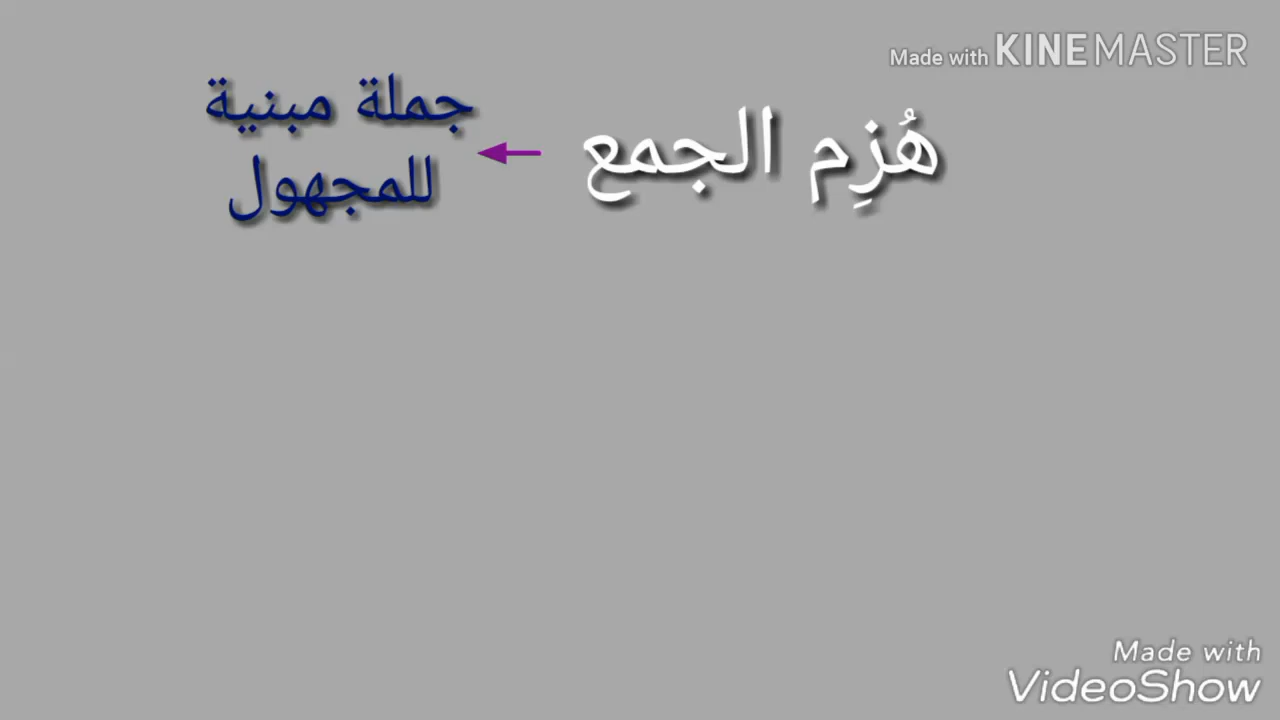 Made with KINEMASTER
هُزِم الجمع
جملة مبنية
للمجهول
Made with
VideoShow